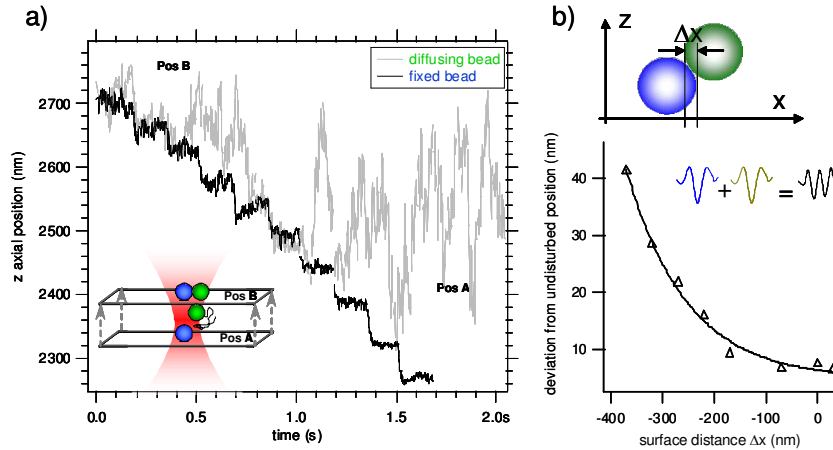 a)
Pos B
diffusing bead
fixed bead
2700
2600
2500
2400
2300
z axial position (nm)
Pos A
Pos B
Pos A
0.0 0.5 1.0 1.5 2.0s
time (s)
b)
z
Δx
x
deviation from undisturbed position (nm)
40
30
20
10
+ =
-400 -300 -200 -100 0
surface distance Δx (nm)